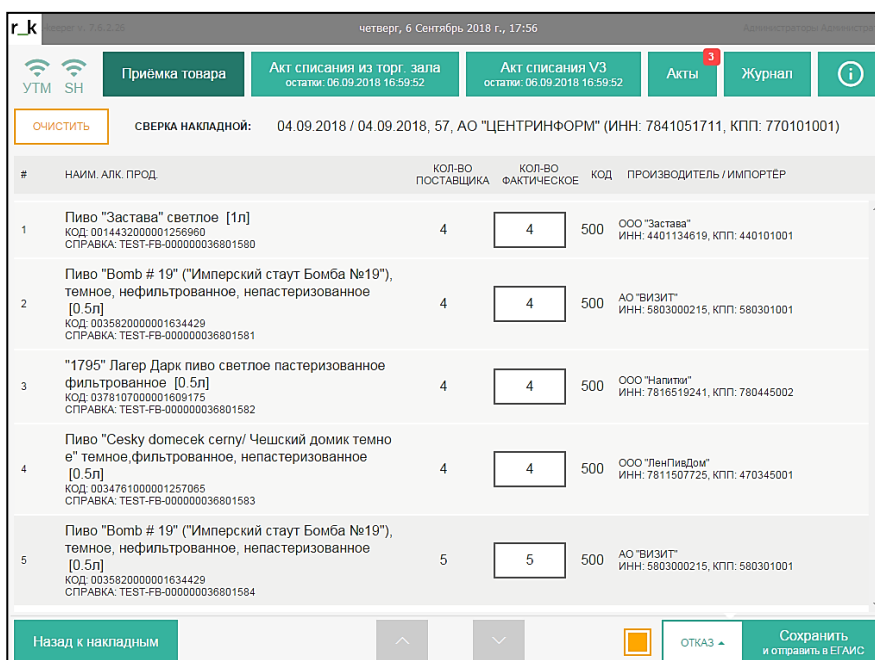 r_k
keeper v. 7.6.2.26
четверг, 6 Сентябрь 2018 г., 17:56
Администраторы Администра
УТМ SH
Приёмка товара
Акт списания из торг. зала
остатки: 06.09.2018 16:59:52
Акт списания V3
остатки: 06.09.2018 16:59:52
Акты
3
Журнал
ОЧИСТИТЬ
СВЕРКА НАКЛАДНОЙ:
04.09.2018 / 04.09.2018, 57, АО "ЦЕНТРИНФОРМ" (ИНН: 7841051711, КПП: 770101001)
# НАИМ. АЛК. ПРОД. КОЛ-ВО ПОСТАВЩИКА КОЛ-ВО ФАКТИЧЕСКОЕ КОД ПРОИЗВОДИТЕЛЬ / ИМПОРТЁР
1
Пиво "Застава" светлое [1л]
КОД: 0014432000001256960
СПРАВКА: TEST-FB-000000036801580
4 4 500
ООО "Застава"
ИНН: 4401134619, КПП: 440101001
2
Пиво "Bomb # 19" ("Имперский стаут Бомба №19"),
темное, нефильтрованное, непастеризованное
[0.5л]
КОД: 0035820000001634429
СПРАВКА: TEST-FB-000000036801581
4 4 500
АО "ВИЗИТ"
ИНН: 5803000215, КПП: 580301001
3
"1795" Лагер Дарк пиво светлое пастеризованное
фильтрованное [0.5л]
КОД: 0378107000001609175
СПРАВКА: TEST-FB-000000036801582
4 4 500
ООО "Напитки"
ИНН: 7816519241, КПП: 780445002
4
Пиво "Cesky domecek cerny/ Чешский домик темно
е" темное,фильтрованное, непастеризованное
[0.5л]
КОД: 0034761000001257065
СПРАВКА: TEST-FB-000000036801583
4 4 500
ООО "ЛенПивДом"
ИНН: 7811507725, КПП: 470345001
5
Пиво "Bomb # 19" ("Имперский стаут Бомба №19"),
темное, нефильтрованное, непастеризованное
[0.5л]
КОД: 0035820000001634429
СПРАВКА: TEST-FB-000000036801584
5 5 500
АО "ВИЗИТ"
ИНН: 5803000215, КПП: 580301001
Назад к накладным
ОТКАЗ
Сохранить
и отправить в ЕГАИС